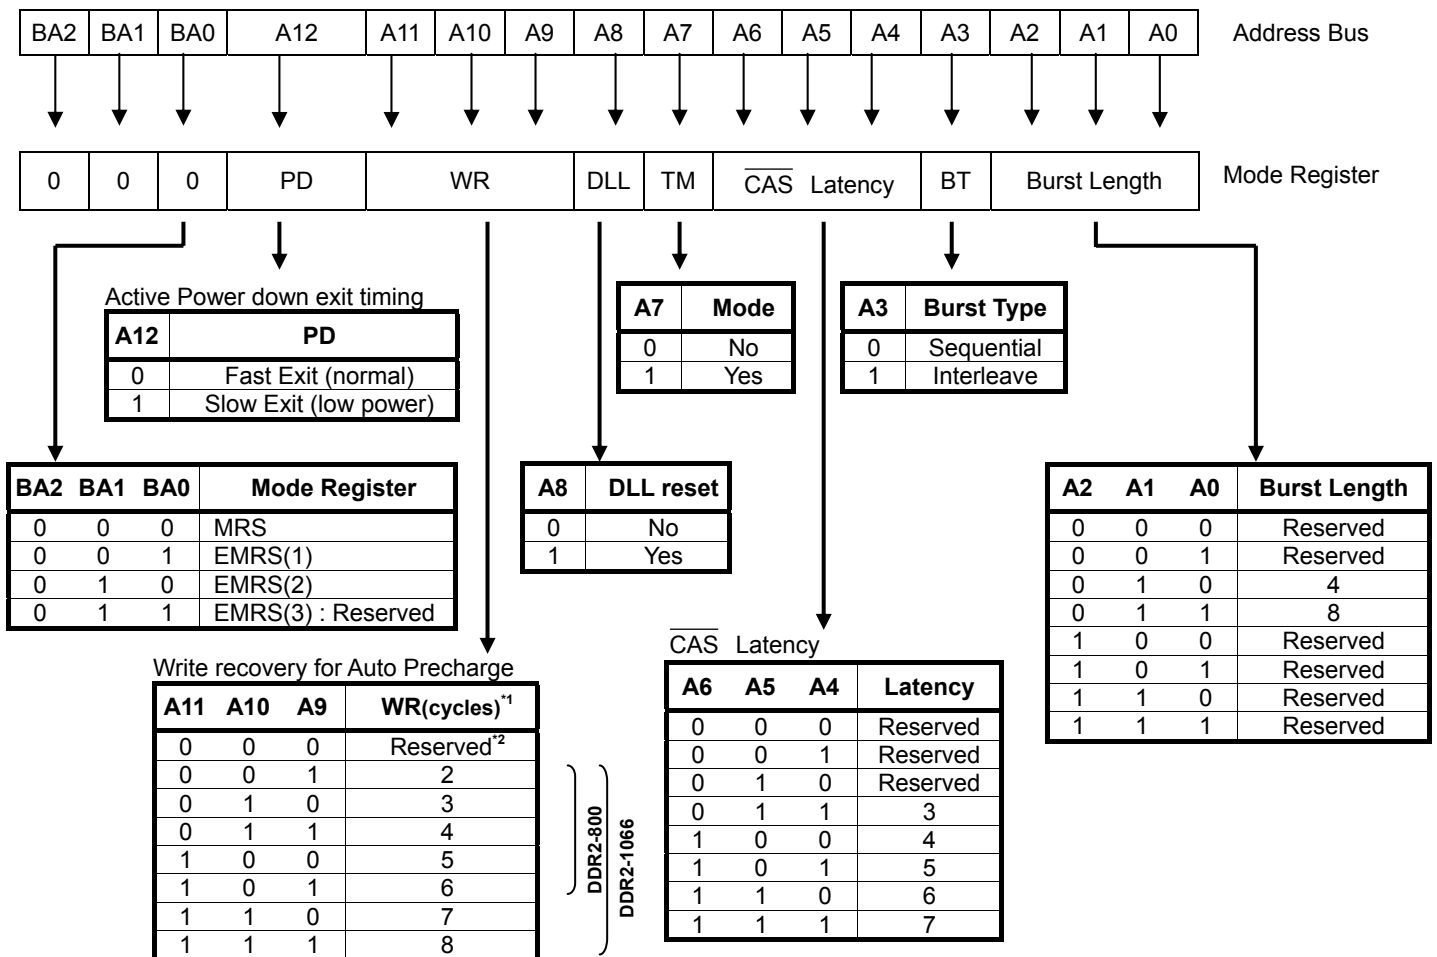 BA2 BA1 BA0 A12 A11 A10 A9 A8 A7 A6 A5 A4 A3 A2 A1 A0 Address Bus
0 0 0 PD WR DLL TM CAS Latency BT Burst Length Mode Register
Active Power down exit timing
A12 PD
0 Fast Exit (normal)
1 Slow Exit (low power)
A7 Mode
0 No
1 Yes
A3 Burst Type
0 Sequential
1 Interleave
BA2 BA1 BA0 Mode Register
0 0 0 MRS
0 0 1 EMRS(1)
0 1 0 EMRS(2)
0 1 1 EMRS(3) : Reserved
A8 DLL reset
0 No
1 Yes
A2 A1 A0 Burst Length
0 0 0 Reserved
0 0 1 Reserved
0 1 0 4
0 1 1 8
1 0 0 Reserved
1 0 1 Reserved
1 1 0 Reserved
1 1 1 Reserved
Write recovery for Auto Precharge
A11 A10 A9 WR(cycles)*1
0 0 0 Reserved*2
0 0 1 2
0 1 0 3
0 1 1 4
1 0 0 5
1 0 1 6
1 1 0 7
1 1 1 8
DDR2-800
DDR2-1066
CAS Latency
A6 A5 A4 Latency
0 0 0 Reserved
0 0 1 Reserved
0 1 0 Reserved
0 1 1 3
1 0 0 4
1 0 1 5
1 1 0 6
1 1 1 7